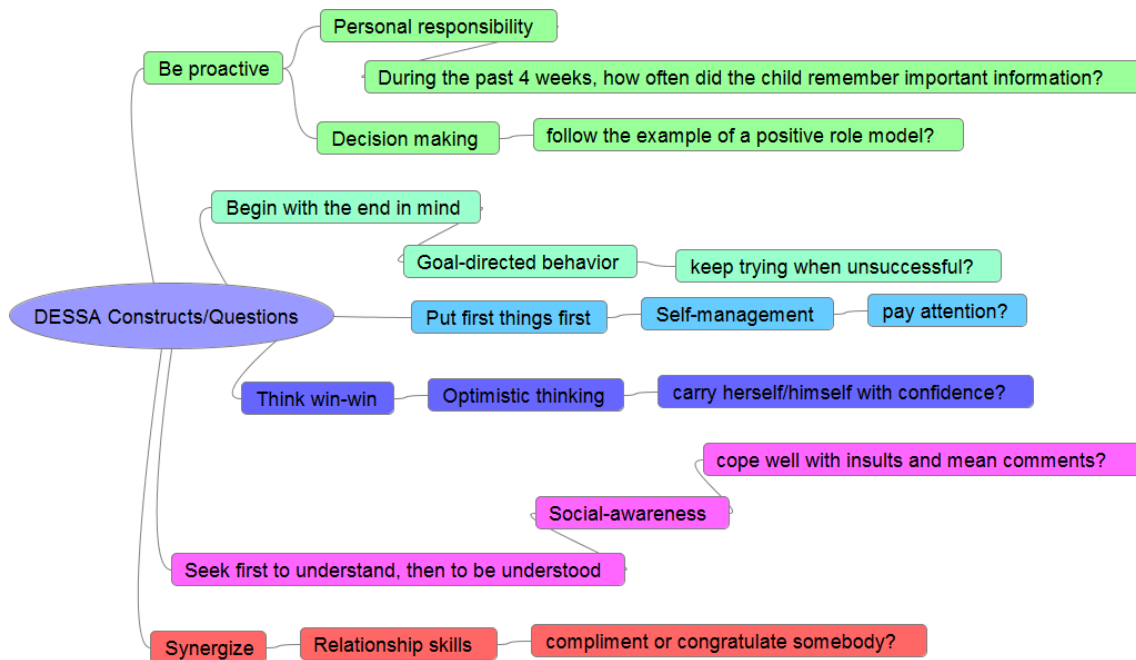 DESSA Constructs/Questions
Be proactive
Personal responsibility
During the past 4 weeks, how often did the child remember important information?
Decision making
follow the example of a positive role model?
Begin with the end in mind
Goal-directed behavior
keep trying when unsuccessful?
Put first things first
Self-management
pay attention?
Think win-win
Optimistic thinking
carry herself/himself with confidence?
Seek first to understand, then to be understood
Social-awareness
cope well with insults and mean comments?
Synergize
Relationship skills
compliment or congratulate somebody?